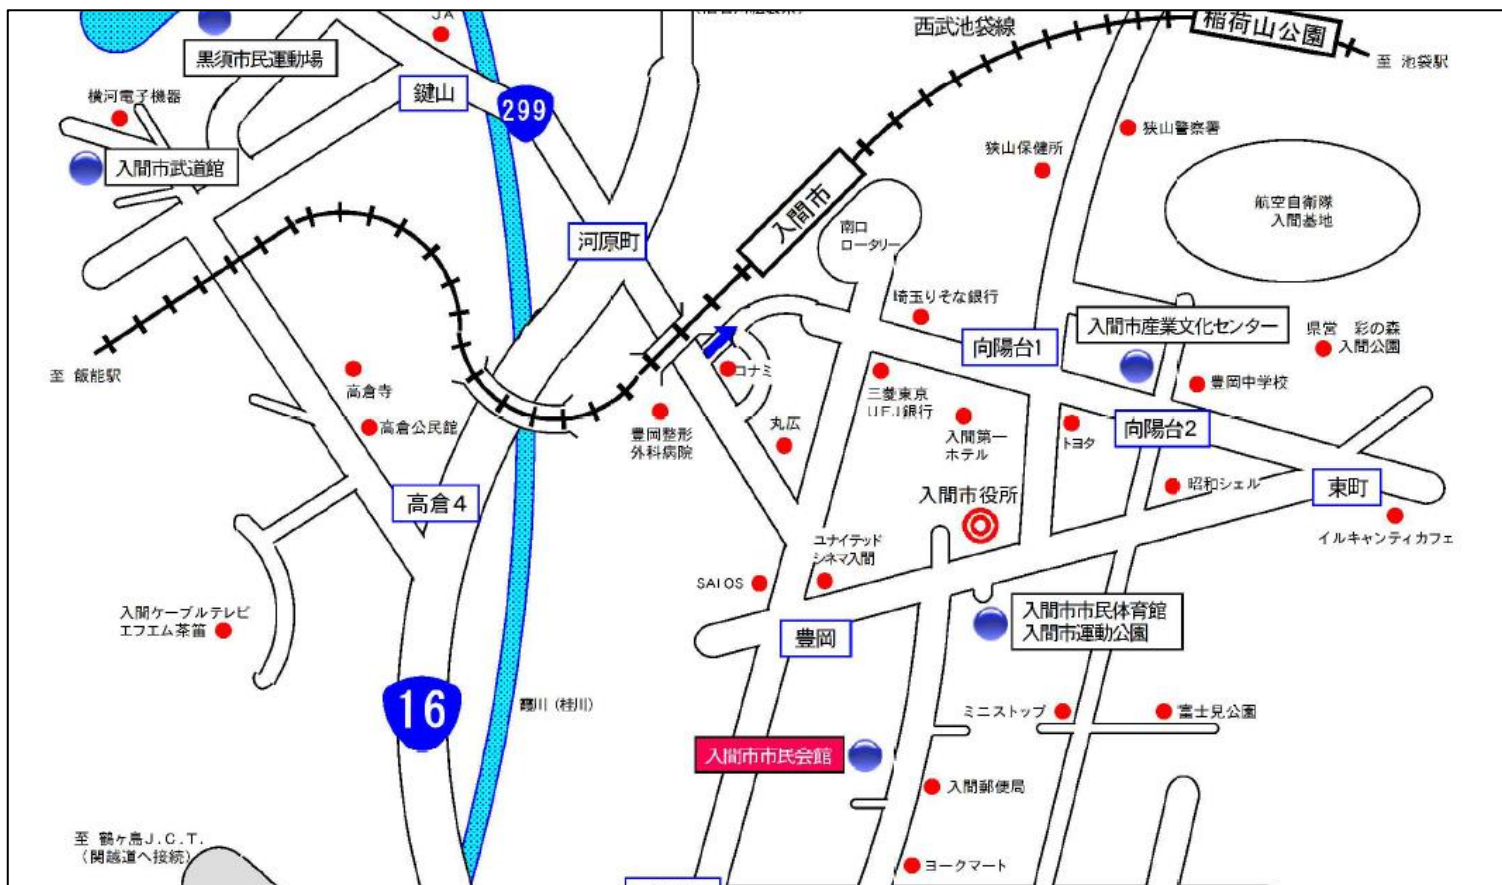 JA
西武池袋線
稲荷山公園
至 池袋駅
黒須市民運動場
横河電子機器
鍵山
299
狭山警察署
狭山保健所
入間市武道館
入間市
航空自衛隊
入間基地
南口
ロータリー
河原町
埼玉りそな銀行
入間市産業文化センター
県営 彩の森
入間公園
向陽台1
至 飯能駅
コナミ
高倉寺
三菱東京
UFJ銀行
豊岡中学校
高倉公民館
豊岡整形
外科病院
丸広
入間第一
ホテル
トヨタ
向陽台2
高倉4
入間市役所
昭和シェル
東町
イルキャンティカフェ
ユナイテッド
シネマ入間
SAIOS
入間ケーブルテレビ
エフエム茶笛
入間市市民体育館
入間市運動公園
豊岡
16
霞川(桂川)
ミニストップ
富士見公園
入間市市民会館
入間郵便局
至 鶴ヶ島J.C.T.
(関越道へ接続)
ヨークマート